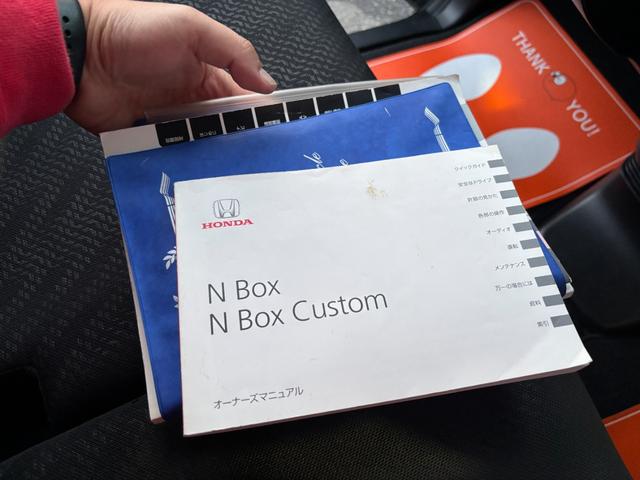 THANK YOU!
HONDA
N Box
N Box Custom
オーナーズマニュアル
クイックガイド
安全なドライブ
計器の見かた
各部の操作
オーディオ
運転
メンテナンス
万一の場合には
資料
索引